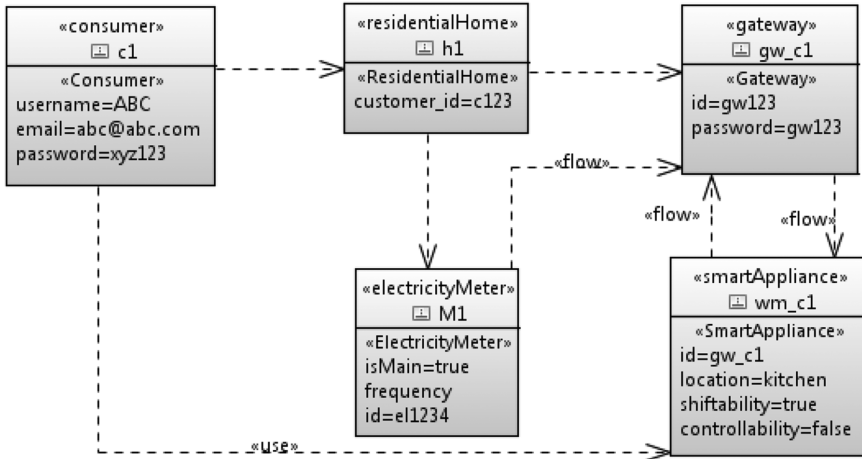 «consumer»
c1
«Consumer»
username=ABC
email=abc@abc.com
password=xyz123
«residentialHome»
h1
«ResidentialHome»
customer_id=c123
«gateway»
gw_c1
«Gateway»
id=gw123
password=gw123
«flow»
«flow»
«flow»
«electricityMeter»
M1
«ElectricityMeter»
isMain=true
frequency
id=el1234
«smartAppliance»
wm_c1
«SmartAppliance»
id=gw_c1
location=kitchen
shiftability=true
controllability=false
«use»